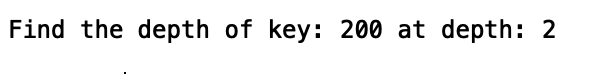 Find the depth of key: 200 at depth: 2